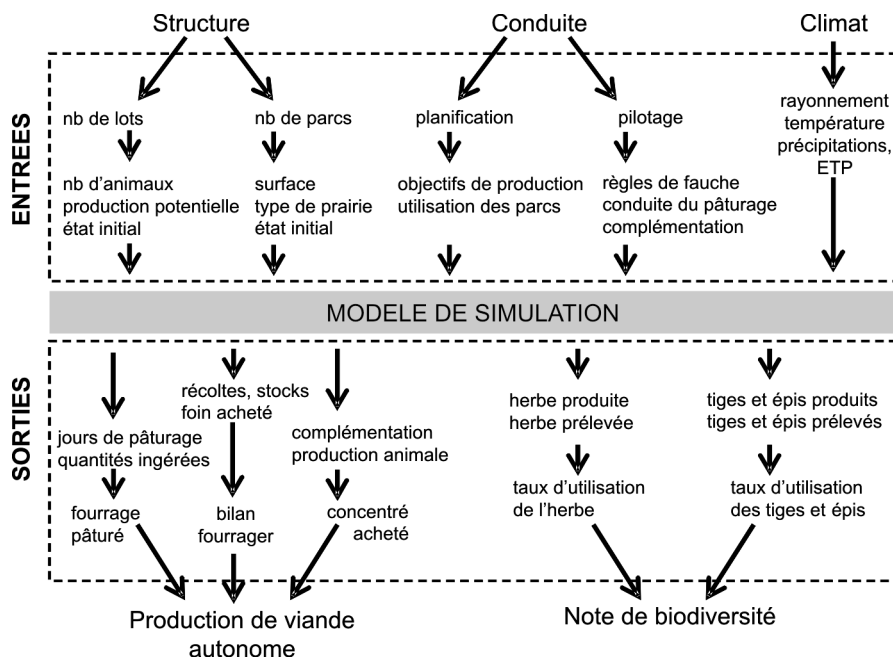 Structure
Conduite
Climat
ENTREES
nb de lots
nb de parcs
planification
pilotage
rayonnement
température
précipitations,
ETP
nb d'animaux
production potentielle
état initial
surface
type de prairie
état initial
objectifs de production
utilisation des parcs
règles de fauche
conduite du pâturage
complémentation
MODELE DE SIMULATION
SORTIES
jours de pâturage
quantités ingérées
récoltes, stocks
foin acheté
complémentation
production animale
herbe produite
herbe prélevée
tiges et épis produits
tiges et épis prélevés
fourrage
pâturé
bilan
fourrager
concentré
acheté
taux d'utilisation
de l'herbe
taux d'utilisation
des tiges et épis
Production de viande
autonome
Note de biodiversité